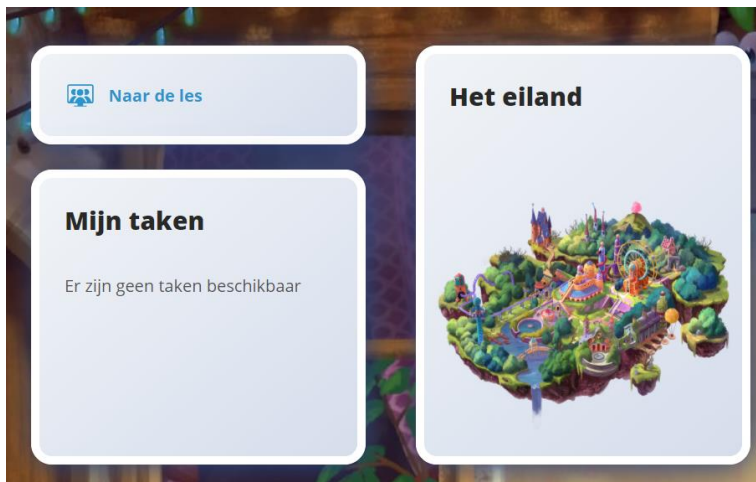 Naar de les
Mijn taken
Er zijn geen taken beschikbaar
Het eiland